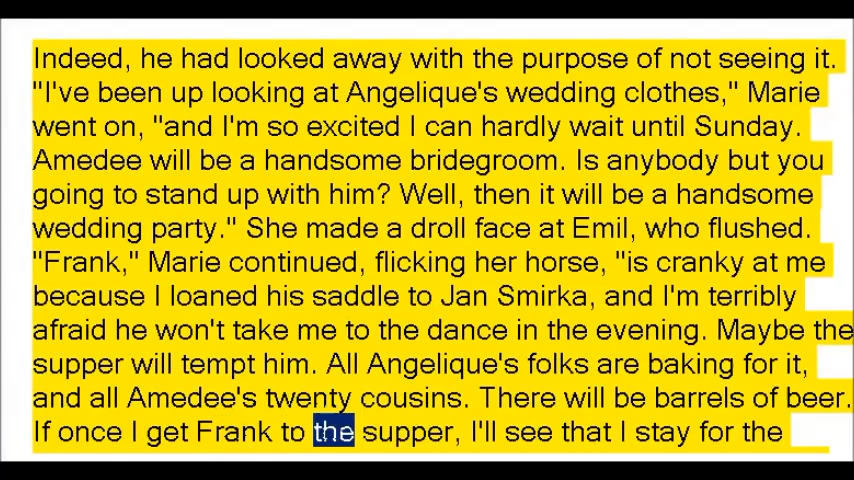 Indeed, he had looked away with the purpose of not seeing it.
"I've been up looking at Angelique's wedding clothes," Marie
went on, "and I'm so excited I can hardly wait until Sunday.
Amedee will be a handsome bridegroom. Is anybody but you
going to stand up with him? Well, then it will be a handsome
wedding party." She made a droll face at Emil, who flushed.
"Frank," Marie continued, flicking her horse, "is cranky at me
because I loaned his saddle to Jan Smirka, and I'm terribly
afraid he won't take me to the dance in the evening. Maybe the
supper will tempt him. All Angelique's folks are baking for it,
and all Amedee's twenty cousins. There will be barrels of beer.
If once I get Frank to the supper, I'll see that I stay for the